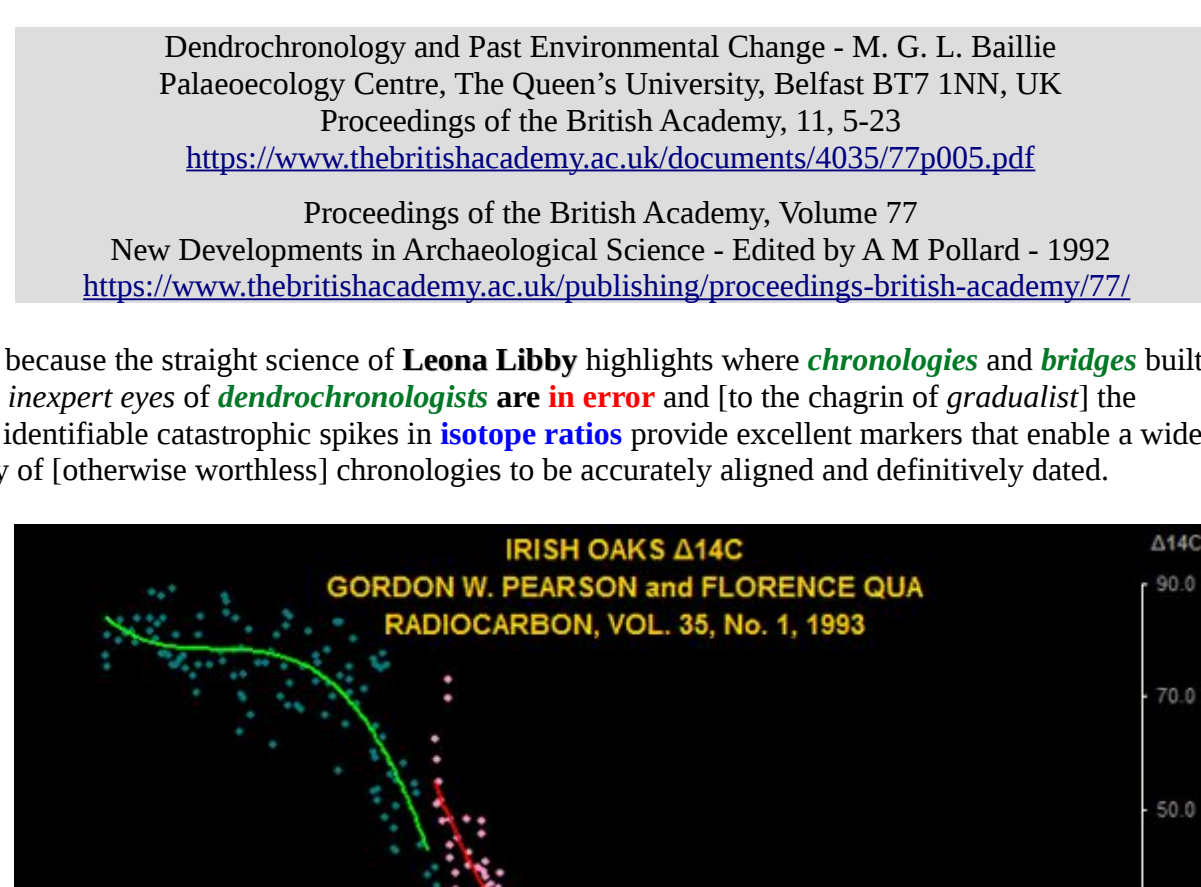 Dendrochronology and Past Environmental Change - M. G. L. Baillie
Palaeoecology Centre, The Queen’s University, Belfast BT7 1NN, UK
Proceedings of the British Academy, 11, 5-23
https://www.thebritishacademy.ac.uk/documents/4035/77p005.pdf
Proceedings of the British Academy, Volume 77
New Developments in Archaeological Science - Edited by A M Pollard - 1992
https://www.thebritishacademy.ac.uk/publishing/proceedings-british-academy/77/
because the straight science of Leona Libby highlights where chronologies and bridges built
inexpert eyes of dendrochronologists are in error and [to the chagrin of gradualist] the
identifiable catastrophic spikes in isotope ratios provide excellent markers that enable a wide
y of [otherwise worthless] chronologies to be accurately aligned and definitively dated.
IRISH OAKS Δ14C
GORDON W. PEARSON and FLORENCE QUA
RADIOCARBON, VOL. 35, No. 1, 1993
Δ14C
90.0
70.0
50.0